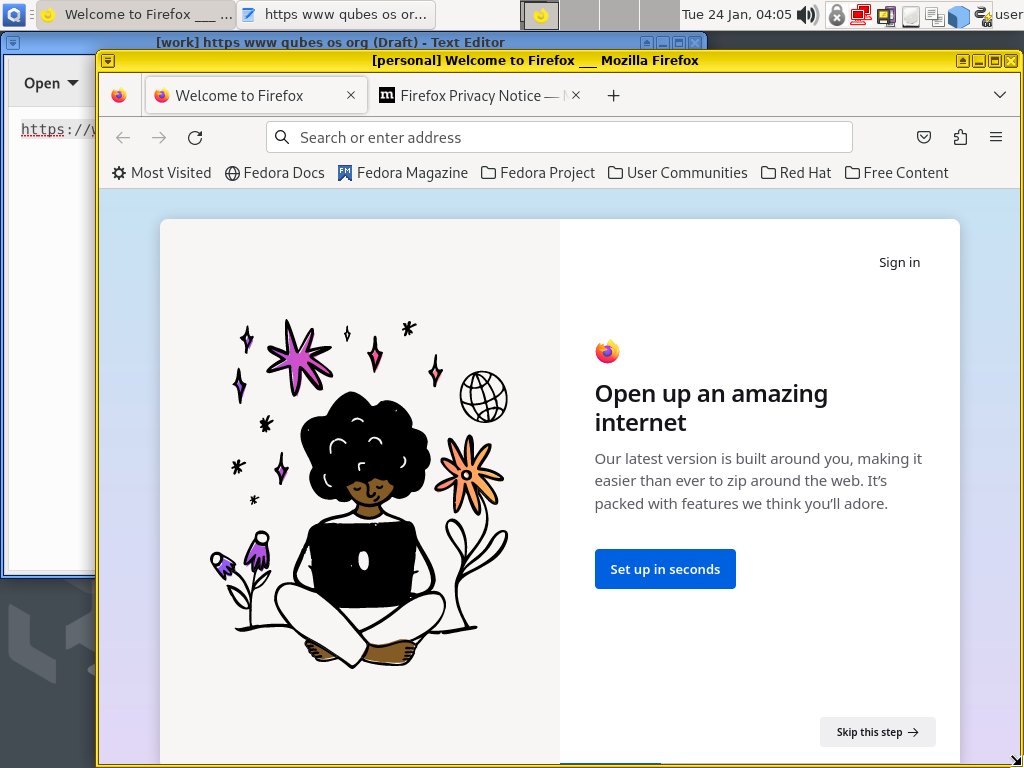 Welcome to Firefox ___ ...
https www qubes os or...
Tue 24 Jan, 04:05
user
[work] https www qubes os org (Draft) - Text Editor
[personal] Welcome to Firefox ___ Mozilla Firefox
Open
https://
Welcome to Firefox
Firefox Privacy Notice —
Search or enter address
Most Visited
Fedora Docs
Fedora Magazine
Fedora Project
User Communities
Red Hat
Free Content
Sign in
Open up an amazing
internet
Our latest version is built around you, making it
easier than ever to zip around the web. It's
packed with features we think you'll adore.
Set up in seconds
Skip this step →